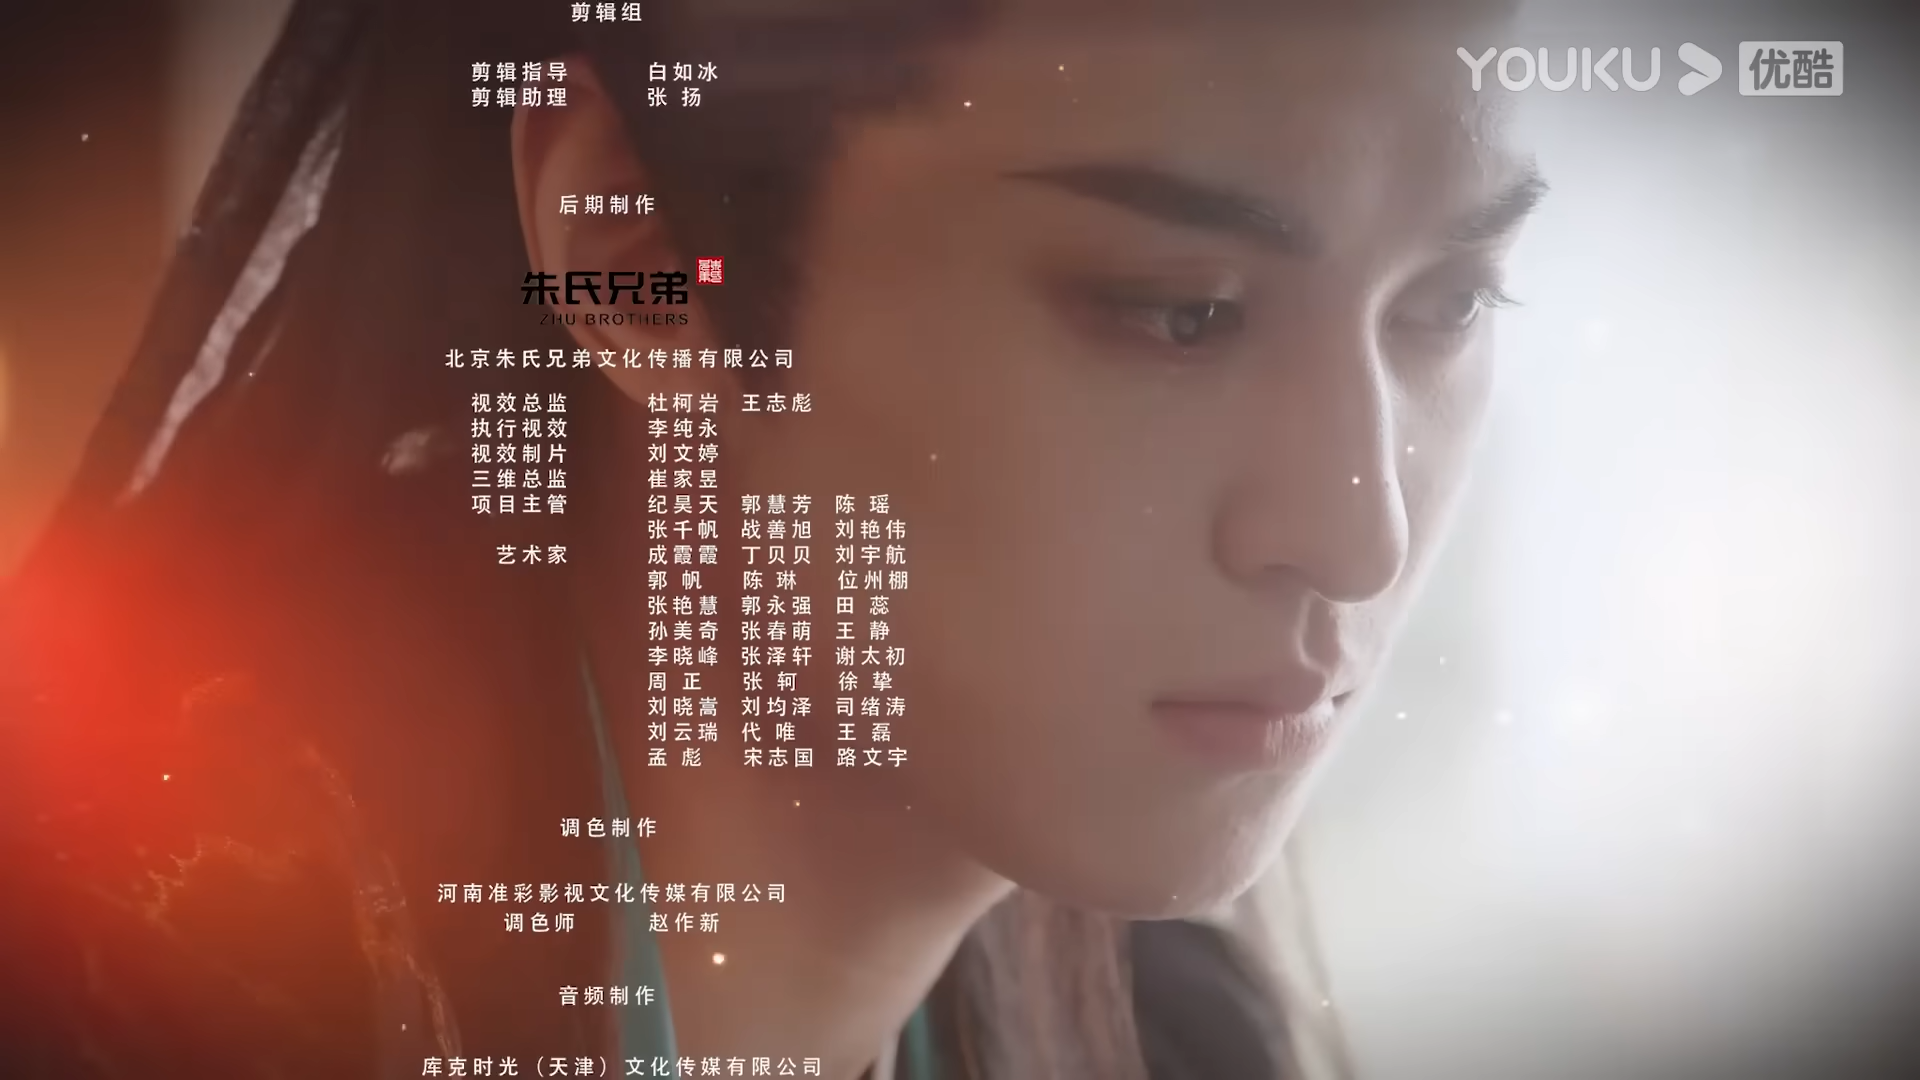 剪辑组
YOUKU 优酷
剪辑指导 白如冰
剪辑助理 张 扬
后期制作
朱氏兄弟
ZHU BROTHERS
北京朱氏兄弟文化传播有限公司
视效总监 杜柯岩 王志彪
执行视效 李纯永
视效制片 刘文婷
三维总监 崔家昱
项目主管 纪昊天 郭慧芳 陈 瑶
张千帆 战善旭 刘艳伟
艺术家 成霞霞 丁贝贝 刘宇航
郭 帆 陈 琳 位州棚
张艳慧 郭永强 田 蕊
孙美奇 张春萌 王 静
李晓峰 张泽轩 谢太初
周 正 张 轲 徐 挚
刘晓嵩 刘均泽 司绪涛
刘云瑞 代 唯 王 磊
孟 彪 宋志国 路文宇
调色制作
河南准彩影视文化传媒有限公司
调色师 赵作新
音频制作
库克时光（天津）文化传媒有限公司